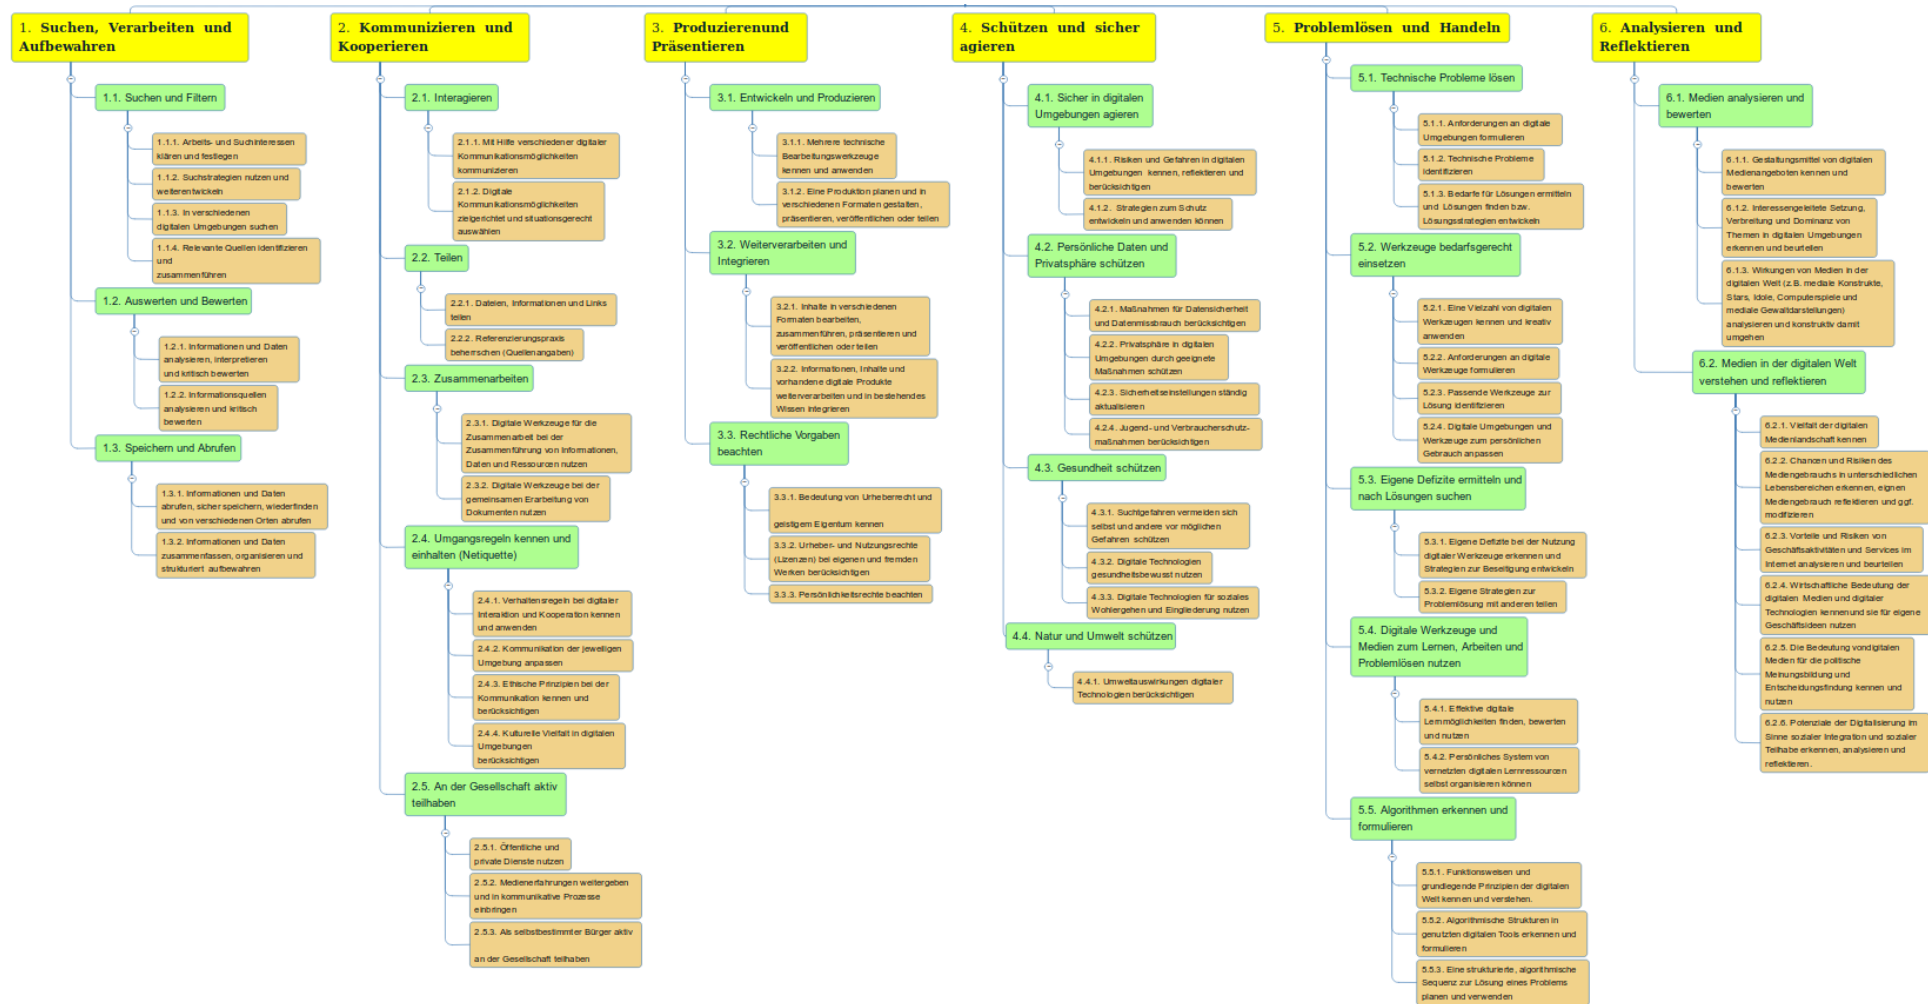 1. Suchen, Verarbeiten und
Aufbewahren
1.1. Suchen und Filtern
1.1.1. Arbeits- und Suchinteressen
klären und festlegen
1.1.2. Suchstrategien nutzen und
weiterentwickeln
1.1.3. In verschiedenen
digitalen Umgebungen suchen
1.1.4. Relevante Quellen identifizieren
und
zusammenführen
1.2. Auswerten und Bewerten
1.2.1. Informationen und Daten
analysieren, interpretieren
und kritisch bewerten
1.2.2. Informationsquellen
analysieren und kritisch
bewerten
1.3. Speichern und Abrufen
1.3.1. Informationen und Daten
abrufen, sicher speichern, wiederfinden
und von verschiedenen Orten abrufen
1.3.2. Informationen und Daten
zusammenfassen, organisieren und
strukturiert aufbewahren
2. Kommunizieren und
Kooperieren
2.1. Interagieren
2.1.1. Mit Hilfe verschiedener digitaler
Kommunikationsmöglichkeiten
kommunizieren
2.1.2. Digitale
Kommunikationsmöglichkeiten
zielgerichtet und situationsgerecht
auswählen
2.2. Teilen
2.2.1. Dateien, Informationen und Links
teilen
2.2.2. Referenzierungspraxis
beherrschen (Quellenangaben)
2.3. Zusammenarbeiten
2.3.1. Digitale Werkzeuge für die
Zusammenarbeit bei der
Zusammenführung von Informationen,
Daten und Ressourcen nutzen
2.3.2. Digitale Werkzeuge bei der
gemeinsamen Erarbeitung von
Dokumenten nutzen
2.4. Umgangsregeln kennen und
einhalten (Netiquette)
2.4.1. Verhaltensregeln bei digitaler
Interaktion und Kooperation kennen
und anwenden
2.4.2. Kommunikation der jeweiligen
Umgebung anpassen
2.4.3. Ethische Prinzipien bei der
Kommunikation kennen und
berücksichtigen
2.4.4. Kulturelle Vielfalt in digitalen
Umgebungen
berücksichtigen
2.5. An der Gesellschaft aktiv
teilhaben
2.5.1. Öffentliche und
private Dienste nutzen
2.5.2. Medienerfahrungen weitergeben
und in kommunikative Prozesse
einbringen
2.5.3. Als selbstbestimmter Bürger aktiv
an der Gesellschaft teilhaben
3. Produzierenund
Präsentieren
3.1. Entwickeln und Produzieren
3.1.1. Mehrere technische
Bearbeitungswerkzeuge
kennen und anwenden
3.1.2. Eine Produktion planen und in
verschiedenen Formaten gestalten,
präsentieren, veröffentlichen oder teilen
3.2. Weiterverarbeiten und
Integrieren
3.2.1. Inhalte in verschiedenen
Formaten bearbeiten,
zusammenführen, präsentieren und
veröffentlichen oder teilen
3.2.2. Informationen, Inhalte und
vorhandene digitale Produkte
weiterverarbeiten und in bestehendes
Wissen integrieren
3.3. Rechtliche Vorgaben
beachten
3.3.1. Bedeutung von Urheberrecht und
geistigem Eigentum kennen
3.3.2. Urheber- und Nutzungsrechte
(Lizenzen) bei eigenen und fremden
Werken berücksichtigen
3.3.3. Persönlichkeitsrechte beachten
4. Schützen und sicher
agieren
4.1. Sicher in digitalen
Umgebungen agieren
4.1.1. Risiken und Gefahren in digitalen
Umgebungen kennen, reflektieren und
berücksichtigen
4.1.2. Strategien zum Schutz
entwickeln und anwenden können
4.2. Persönliche Daten und
Privatsphäre schützen
4.2.1. Maßnahmen für Datensicherheit
und Datenmissbrauch berücksichtigen
4.2.2. Privatsphäre in digitalen
Umgebungen durch geeignete
Maßnahmen schützen
4.2.3. Sicherheitseinstellungen ständig
aktualisieren
4.2.4. Jugend- und Verbraucherschutz-
maßnahmen berücksichtigen
4.3. Gesundheit schützen
4.3.1. Suchtgefahren vermeiden sich
selbst und andere vor möglichen
Gefahren schützen
4.3.2. Digitale Technologien
gesundheitsbewusst nutzen
4.3.3. Digitale Technologien für soziales
Wohlergehen und Eingliederung nutzen
4.4. Natur und Umwelt schützen
4.4.1. Umweltauswirkungen digitaler
Technologien berücksichtigen
5. Problemlösen und Handeln
5.1. Technische Probleme lösen
5.1.1. Anforderungen an digitale
Umgebungen formulieren
5.1.2. Technische Probleme
identifizieren
5.1.3. Bedarfe für Lösungen ermitteln
und Lösungen finden bzw.
Lösungsstrategien entwickeln
5.2. Werkzeuge bedarfsgerecht
einsetzen
5.2.1. Eine Vielzahl von digitalen
Werkzeugen kennen und kreativ
anwenden
5.2.2. Anforderungen an digitale
Werkzeuge formulieren
5.2.3. Passende Werkzeuge zur
Lösung identifizieren
5.2.4. Digitale Umgebungen und
Werkzeuge zum persönlichen
Gebrauch anpassen
5.3. Eigene Defizite ermitteln und
nach Lösungen suchen
5.3.1. Eigene Defizite bei der Nutzung
digitaler Werkzeuge erkennen und
Strategien zur Beseitigung entwickeln
5.3.2. Eigene Strategien zur
Problemlösung mit anderen teilen
5.4. Digitale Werkzeuge und
Medien zum Lernen, Arbeiten und
Problemlösen nutzen
5.4.1. Effektive digitale
Lernmöglichkeiten finden, bewerten
und nutzen
5.4.2. Persönliches System von
vernetzten digitalen Lernressourcen
selbst organisieren können
5.5. Algorithmen erkennen und
formulieren
5.5.1. Funktionsweisen und
grundlegende Prinzipien der digitalen
Welt kennen und verstehen.
5.5.2. Algorithmische Strukturen in
genutzten digitalen Tools erkennen und
formulieren
5.5.3. Eine strukturierte, algorithmische
Sequenz zur Lösung eines Problems
planen und verwenden
6. Analysieren und
Reflektieren
6.1. Medien analysieren und
bewerten
6.1.1. Gestaltungsmittel von digitalen
Medienangeboten kennen und
bewerten
6.1.2. Interessengeleitete Setzung,
Verbreitung und Dominanz von
Themen in digitalen Umgebungen
erkennen und beurteilen
6.1.3. Wirkungen von Medien in der
digitalen Welt (z.B. mediale Konstrukte,
Stars, Idole, Computerspiele und
mediale Gewaltdarstellungen)
analysieren und konstruktiv damit
umgehen
6.2. Medien in der digitalen Welt
verstehen und reflektieren
6.2.1. Vielfalt der digitalen
Medienlandschaft kennen
6.2.2. Chancen und Risiken des
Mediengebrauchs in unterschiedlichen
Lebensbereichen erkennen, eignen
Mediengebrauch reflektieren und ggf.
modifizieren
6.2.3. Vorteile und Risiken von
Geschäftsaktivitäten und Services im
Internet analysieren und beurteilen
6.2.4. Wirtschaftliche Bedeutung der
digitalen Medien und digitaler
Technologien kennenund sie für eigene
Geschäftsideen nutzen
6.2.5. Die Bedeutung vondigitalen
Medien für die politische
Meinungsbildung und
Entscheidungsfindung kennen und
nutzen
6.2.6. Potenziale der Digitalisierung im
Sinne sozialer Integration und sozialer
Teilhabe erkennen, analysieren und
reflektieren.